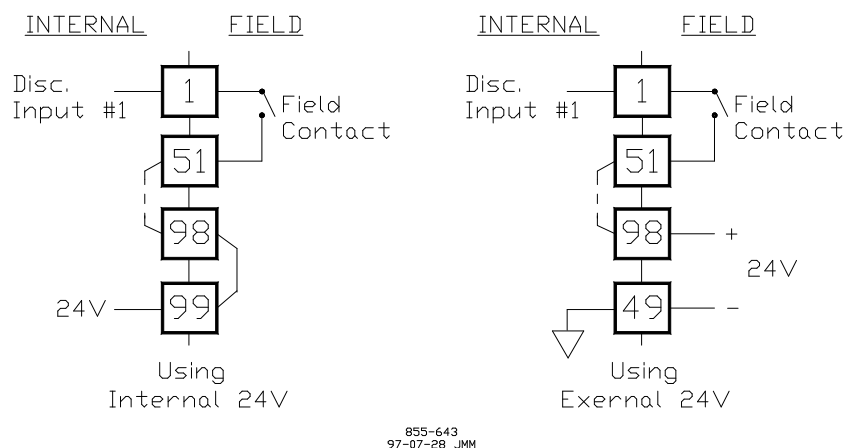 INTERNAL FIELD
Disc.
Input #1
1
Field
Contact
51
98
24V
99
Using
Internal 24V
INTERNAL FIELD
Disc.
Input #1
1
Field
Contact
51
98
+
24V
49
-
Using
Exernal 24V
855-643
97-07-28 JMM